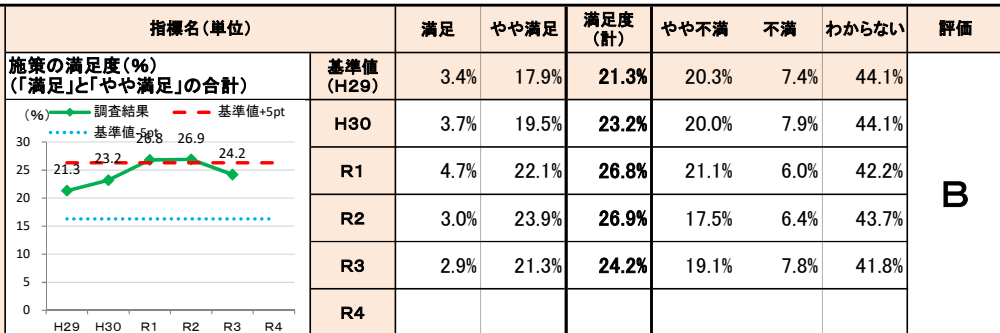 指標名（単位） 満足 やや満足 満足度（計） やや不満 不満 わからない 評価
施策の満足度（％）
（「満足」と「やや満足」の合計）
基準値（H29） 3.4% 17.9% 21.3% 20.3% 7.4% 44.1%
H30 3.7% 19.5% 23.2% 20.0% 7.9% 44.1%
R1 4.7% 22.1% 26.8% 21.1% 6.0% 42.2%
R2 3.0% 23.9% 26.9% 17.5% 6.4% 43.7%
R3 2.9% 21.3% 24.2% 19.1% 7.8% 41.8%
R4
B
（%） 調査結果 基準値+5pt
基準値-5pt
30
25
20
15
10
5
0
21.3 23.2 26.8 26.9 24.2
H29 H30 R1 R2 R3 R4